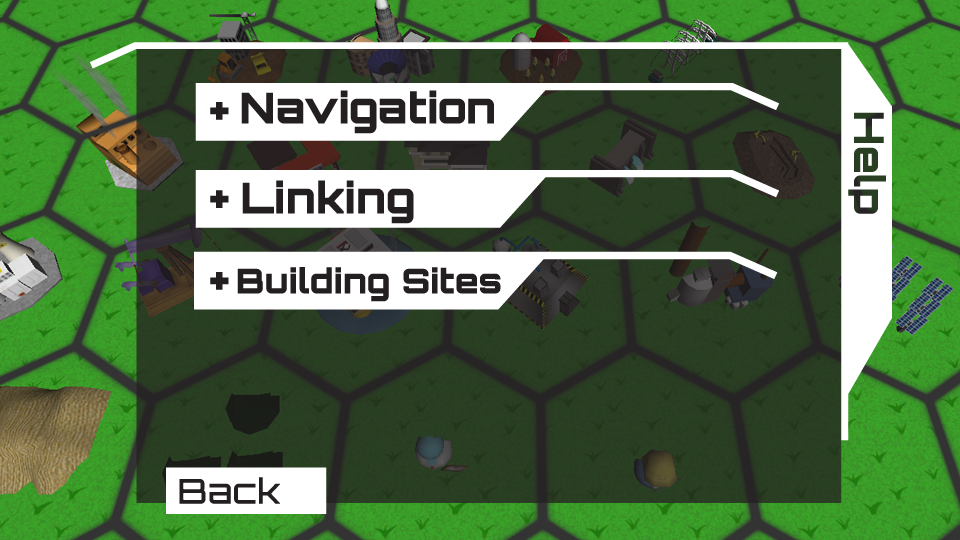 + Navigation
+ Linking
+ Building Sites
Help
Back